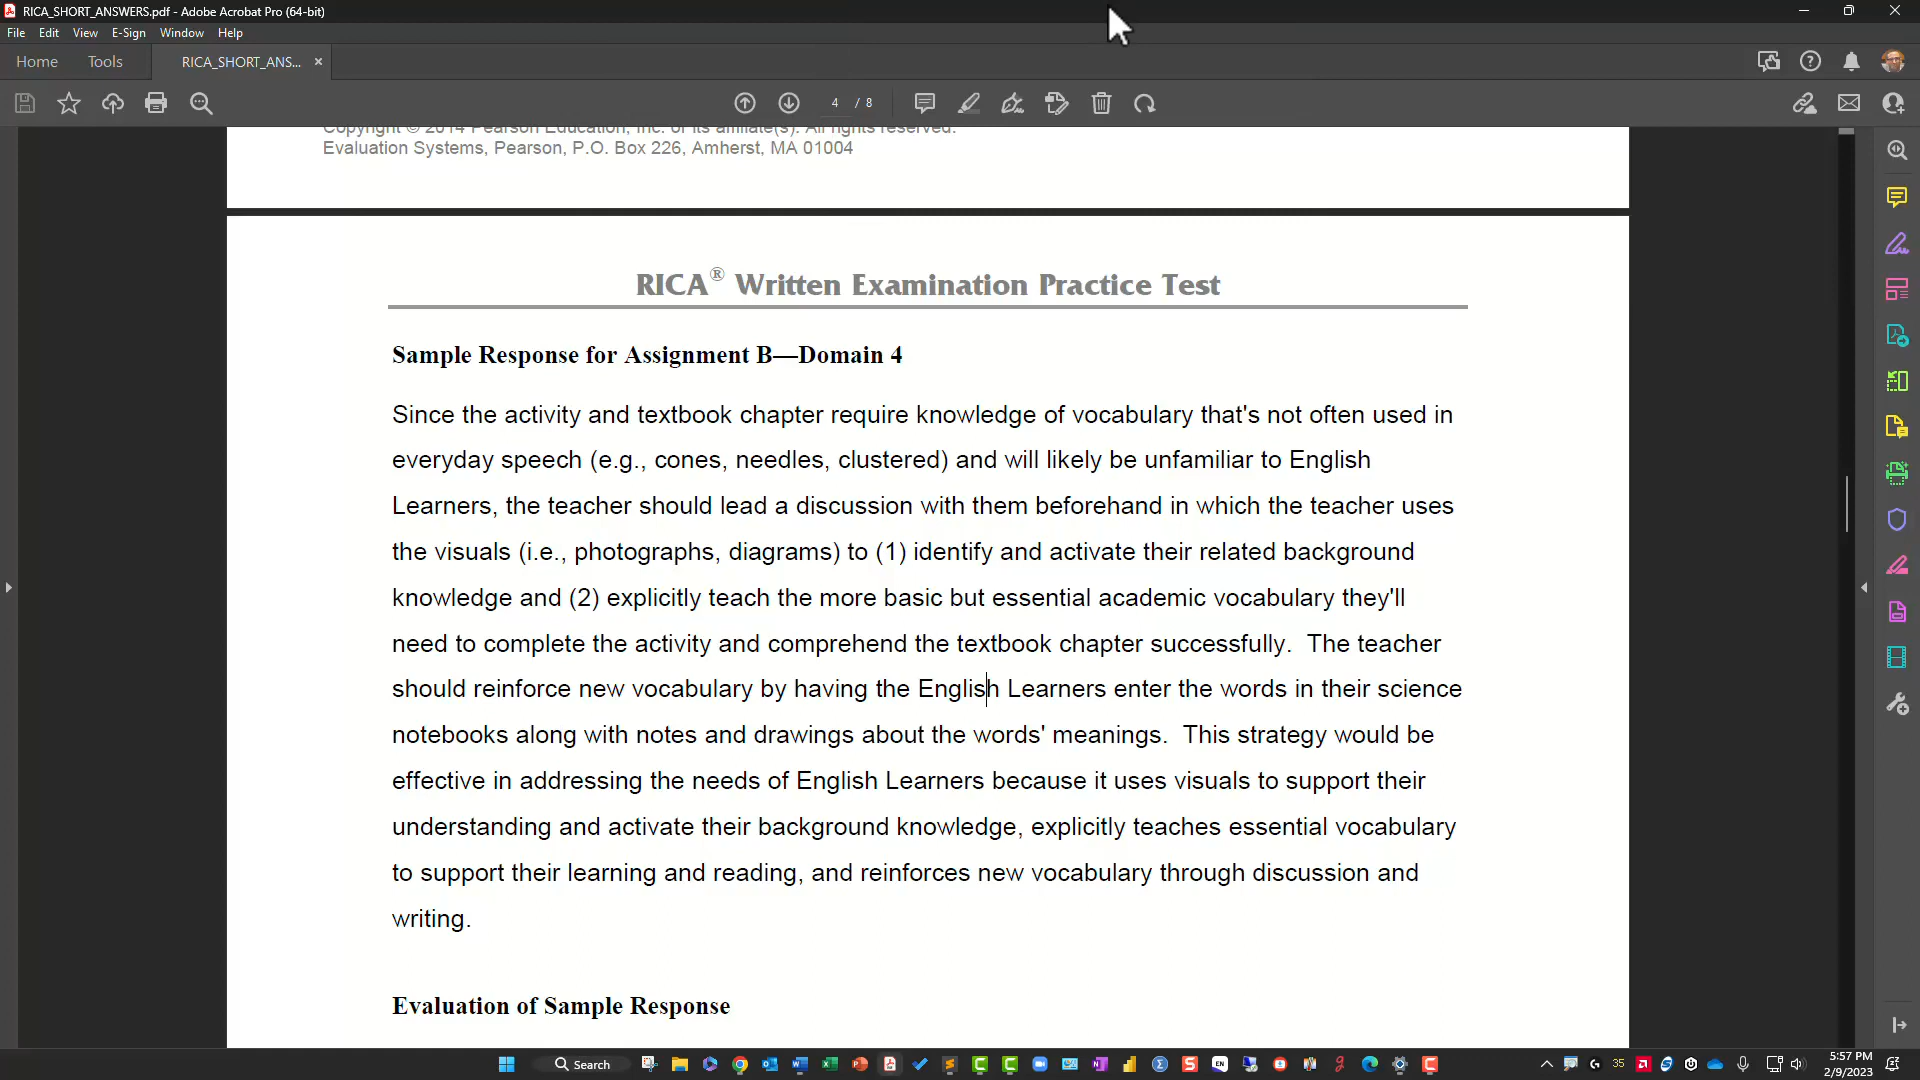 RICA_SHORT_ANSWERS.pdf - Adobe Acrobat Pro (64-bit)
File Edit View E-Sign Window Help
Home Tools RICA_SHORT_ANS... ×
4 / 8
Copyright © 2014 Pearson Education, Inc. or its affiliate(s). All rights reserved.
Evaluation Systems, Pearson, P.O. Box 226, Amherst, MA 01004
RICA® Written Examination Practice Test
Sample Response for Assignment B—Domain 4
Since the activity and textbook chapter require knowledge of vocabulary that's not often used in
everyday speech (e.g., cones, needles, clustered) and will likely be unfamiliar to English
Learners, the teacher should lead a discussion with them beforehand in which the teacher uses
the visuals (i.e., photographs, diagrams) to (1) identify and activate their related background
knowledge and (2) explicitly teach the more basic but essential academic vocabulary they'll
need to complete the activity and comprehend the textbook chapter successfully.  The teacher
should reinforce new vocabulary by having the English Learners enter the words in their science
notebooks along with notes and drawings about the words' meanings.  This strategy would be
effective in addressing the needs of English Learners because it uses visuals to support their
understanding and activate their background knowledge, explicitly teaches essential vocabulary
to support their learning and reading, and reinforces new vocabulary through discussion and
writing.
Evaluation of Sample Response
Search
35
5:57 PM
2/9/2023